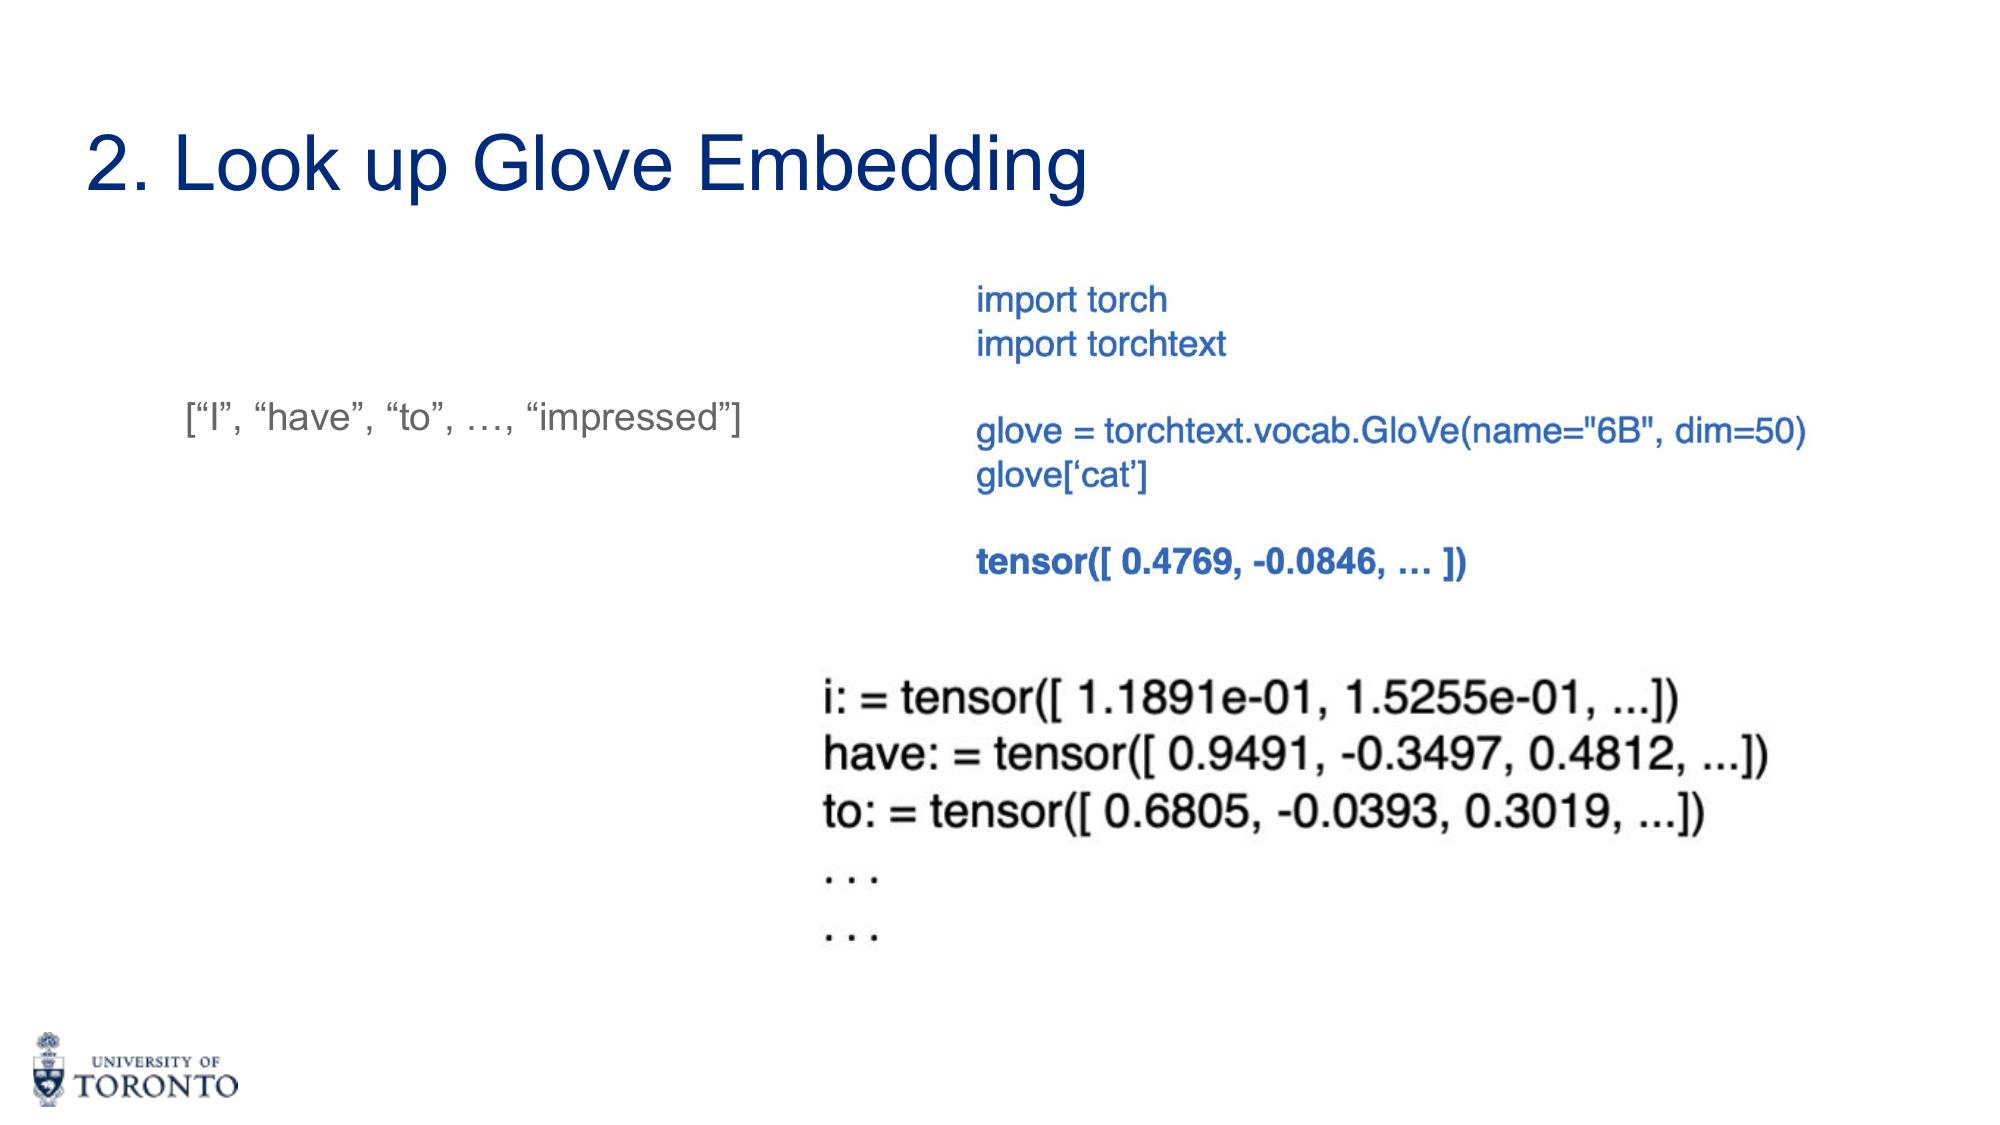 2. Look up Glove Embedding
[“I”, “have”, “to”, …, “impressed”]
import torch
import torchtext
glove = torchtext.vocab.GloVe(name="6B", dim=50)
glove[‘cat’]
tensor([ 0.4769, -0.0846, … ])
i: = tensor([ 1.1891e-01, 1.5255e-01, ...])
have: = tensor([ 0.9491, -0.3497, 0.4812, ...])
to: = tensor([ 0.6805, -0.0393, 0.3019, ...])
. . .
. . .
UNIVERSITY OF
TORONTO